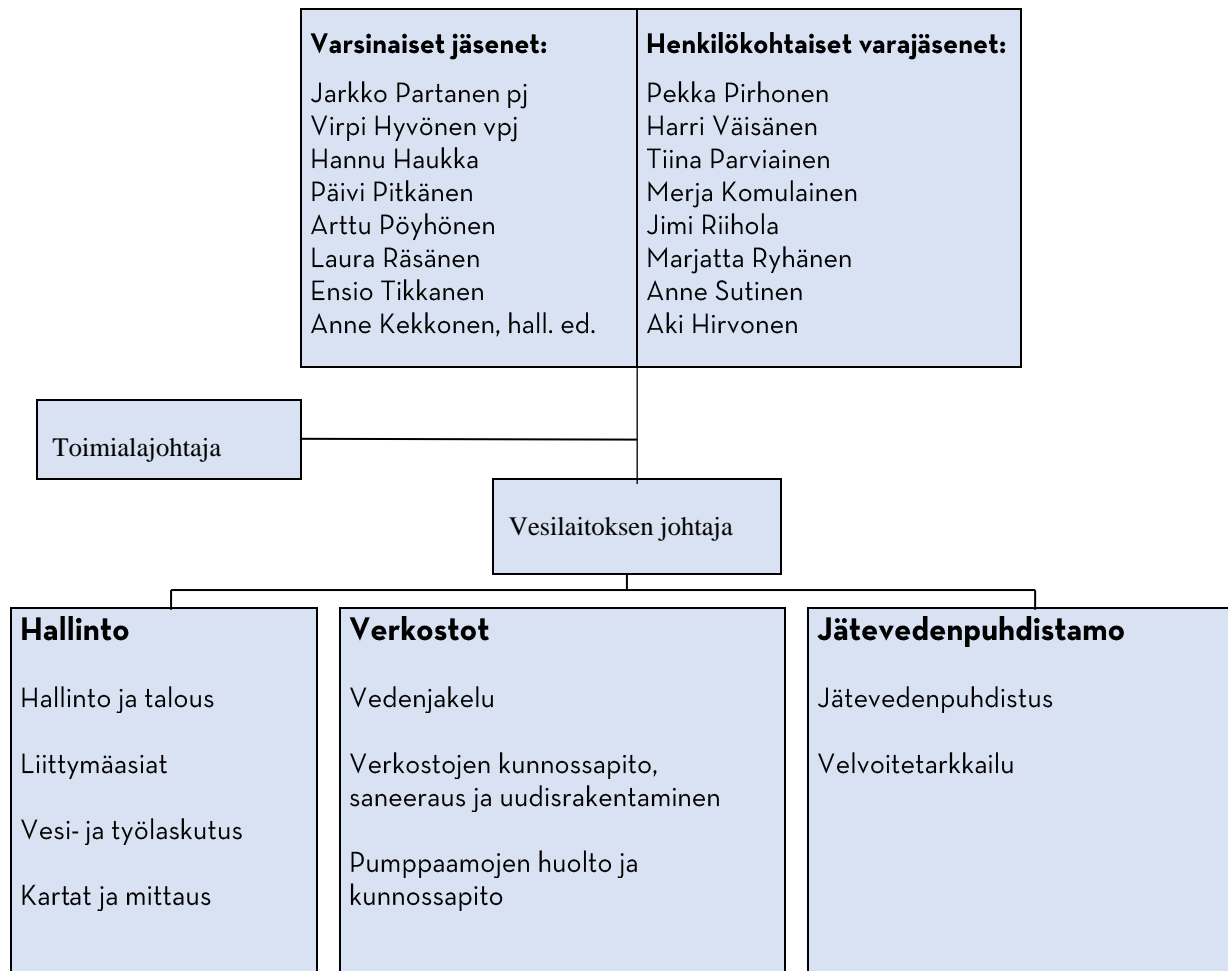 Varsinaiset jäsenet:
Jarkko Partanen pj
Virpi Hyvönen vpj
Hannu Haukka
Päivi Pitkänen
Arttu Pöyhönen
Laura Räsänen
Ensio Tikkanen
Anne Kekkonen, hall. ed.
Henkilökohtaiset varajäsenet:
Pekka Pirhonen
Harri Väisänen
Tiina Parviainen
Merja Komulainen
Jimi Riihola
Marjatta Ryhänen
Anne Sutinen
Aki Hirvonen
Toimialajohtaja
Vesilaitoksen johtaja
Hallinto
Hallinto ja talous
Liittymäasiat
Vesi- ja työlaskutus
Kartat ja mittaus
Verkostot
Vedenjakelu
Verkostojen kunnossapito,
saneeraus ja uudisrakentaminen
Pumppaamojen huolto ja
kunnossapito
Jätevedenpuhdistamo
Jätevedenpuhdistus
Velvoitetarkkailu